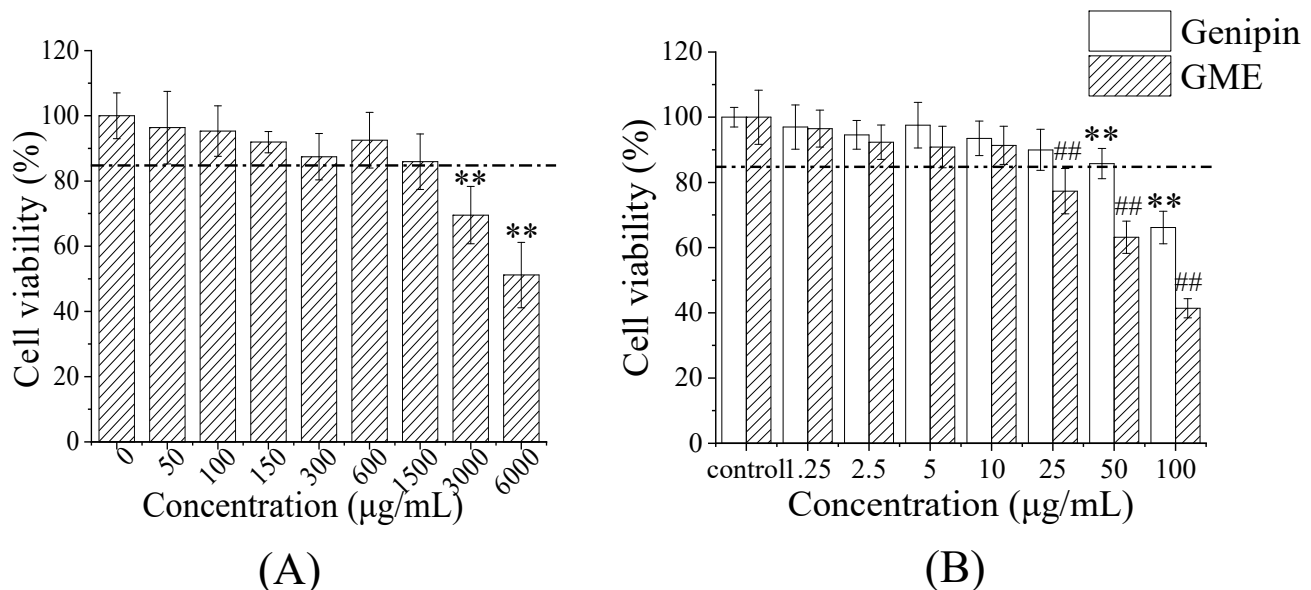 120
100
80
60
40
20
0
Cell viability (%)
** **
0 50 100 150 300 600 1500 3000 6000
Concentration (μg/mL)
(A)
Genipin
GME
120
100
80
60
40
20
0
Cell viability (%)
## ** ## ** ##
controll.25 2.5 5 10 25 50 100
Concentration (μg/mL)
(B)